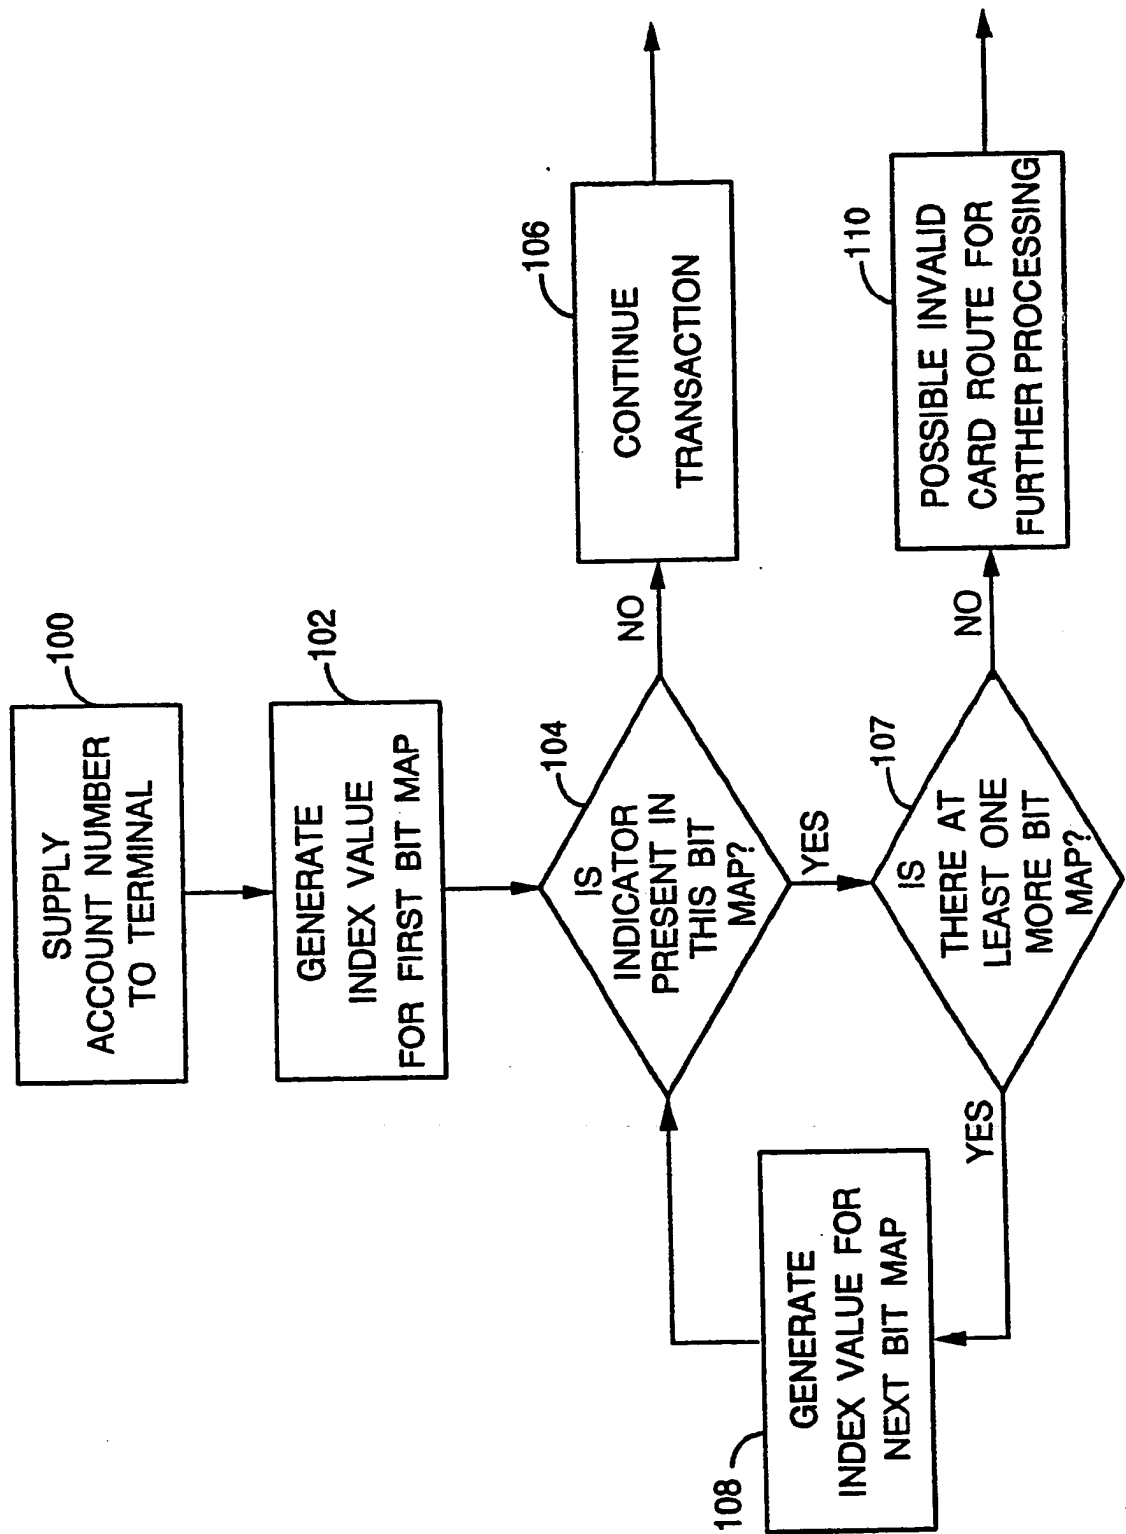 100
SUPPLY
ACCOUNT NUMBER
TO TERMINAL
102
GENERATE
INDEX VALUE
FOR FIRST BIT MAP
104
IS
INDICATOR
PRESENT IN
THIS BIT
MAP?
NO
106
CONTINUE
TRANSACTION
YES
107
IS
THERE AT
LEAST ONE
MORE BIT
MAP?
NO
110
POSSIBLE INVALID
CARD ROUTE FOR
FURTHER PROCESSING
YES
108
GENERATE
INDEX VALUE FOR
NEXT BIT MAP